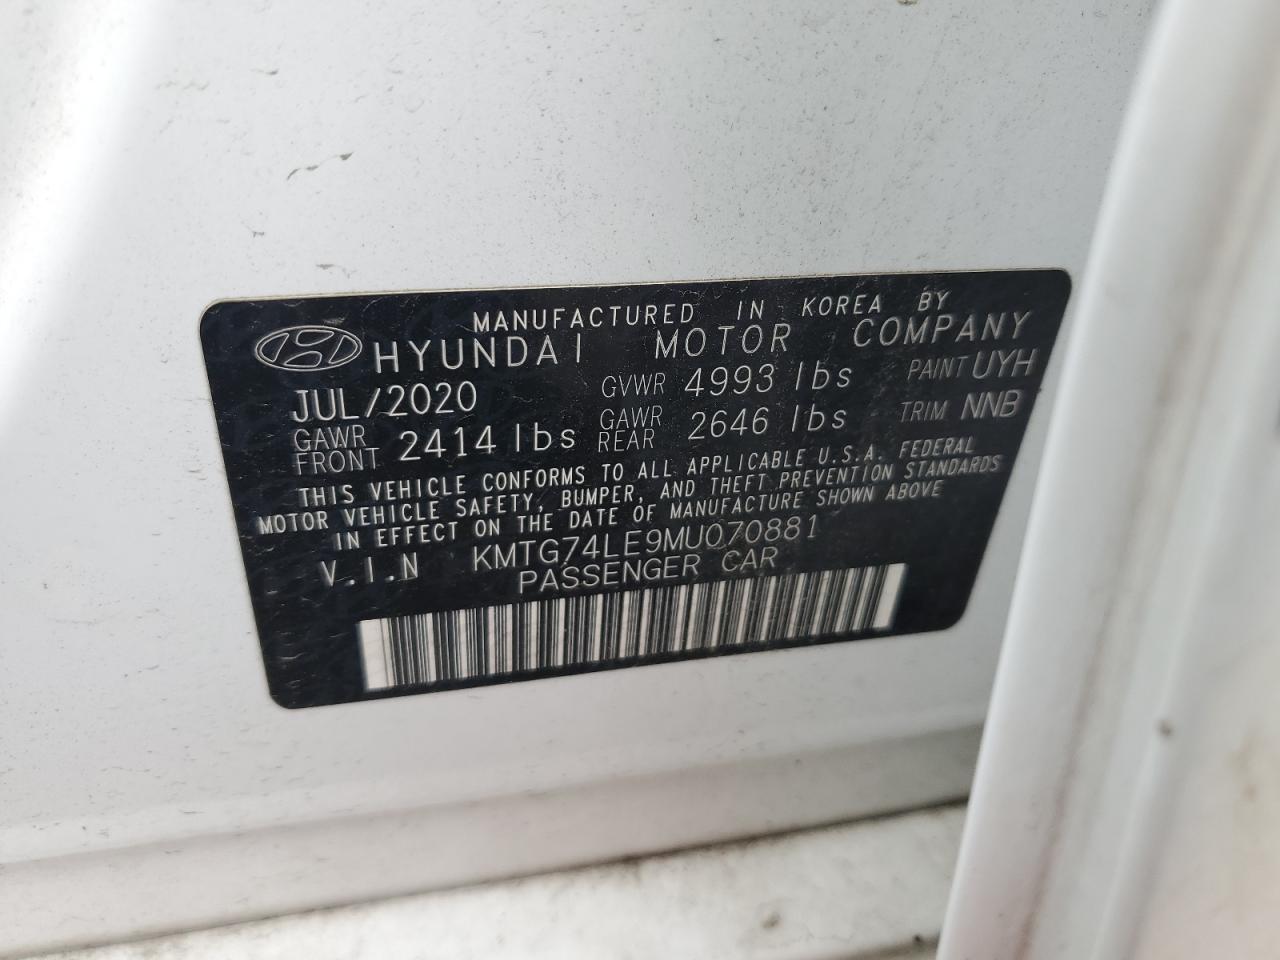 MANUFACTURED IN KOREA BY
HYUNDAI MOTOR COMPANY
JUL/2020 GVWR 4993 lbs PAINT UYH
GAWR FRONT 2414 lbs GAWR REAR 2646 lbs TRIM NNB
THIS VEHICLE CONFORMS TO ALL APPLICABLE U.S.A. FEDERAL
MOTOR VEHICLE SAFETY, BUMPER, AND THEFT PREVENTION STANDARDS
IN EFFECT ON THE DATE OF MANUFACTURE SHOWN ABOVE
V.I.N KMTG74LE9MU070881
PASSENGER CAR